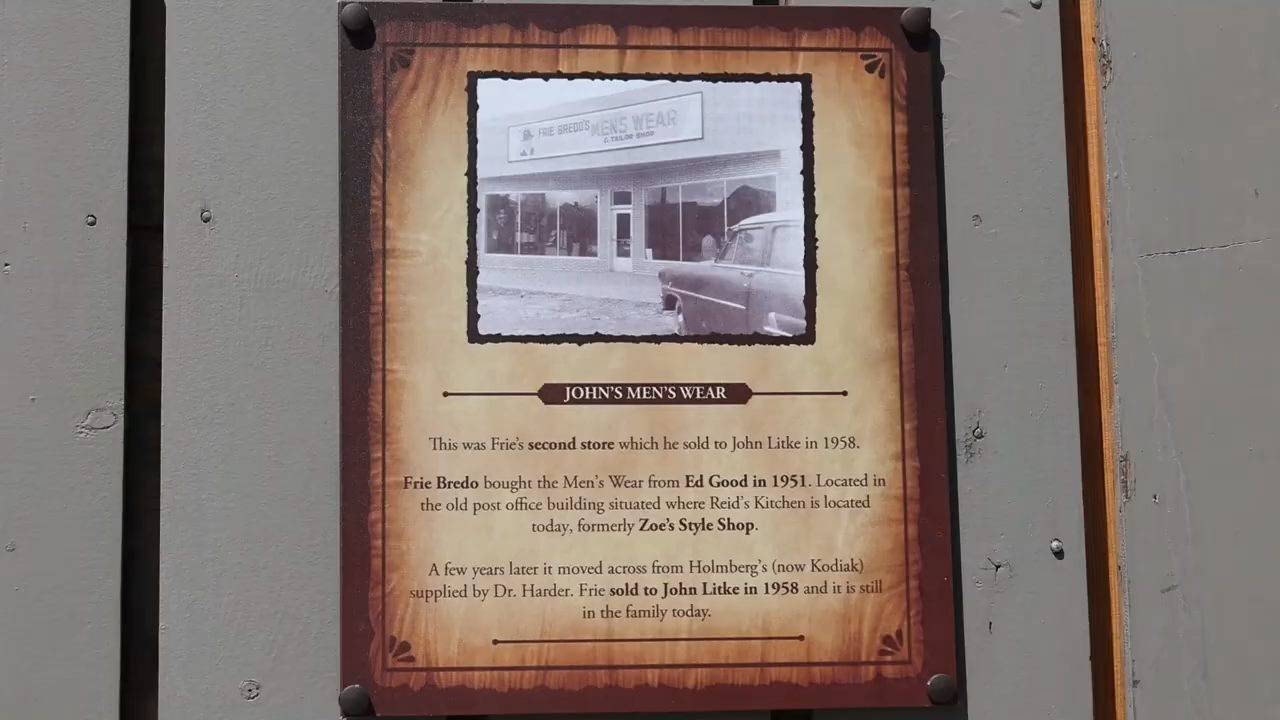 FRIE BREDO'S MEN'S WEAR
& TAILOR SHOP
JOHN'S MEN'S WEAR
This was Frie's second store which he sold to John Litke in 1958.
Frie Bredo bought the Men's Wear from Ed Good in 1951. Located in
the old post office building situated where Reid's Kitchen is located
today, formerly Zoe's Style Shop.
A few years later it moved across from Holmberg's (now Kodiak)
supplied by Dr. Harder. Frie sold to John Litke in 1958 and it is still
in the family today.